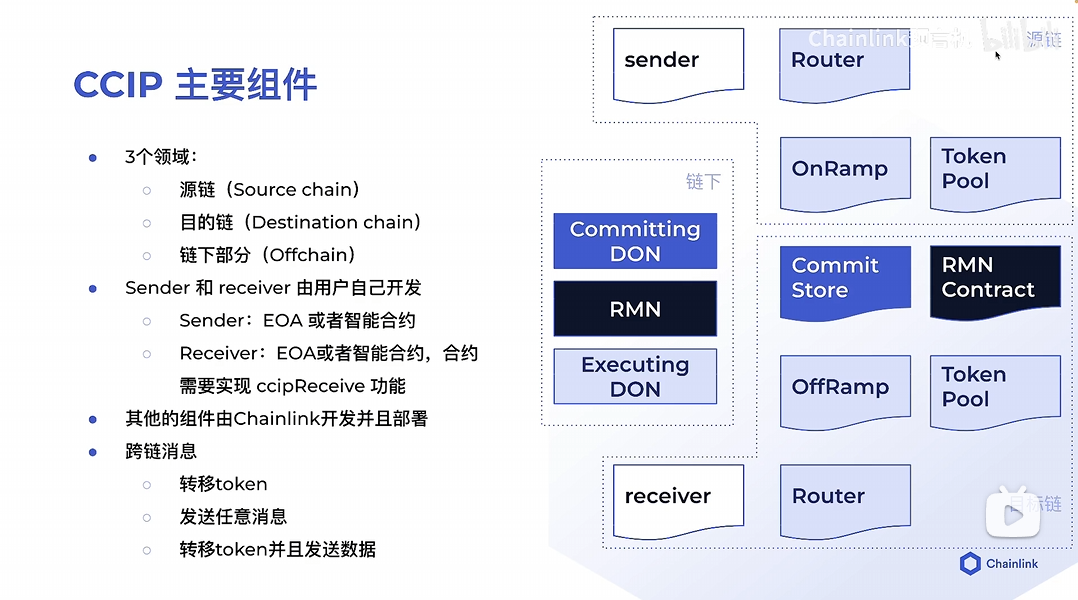 CCIP 主要组件
3个领域：
源链（Source chain）
目的链（Destination chain）
链下部分（Offchain）
Sender 和 receiver 由用户自己开发
Sender：EOA 或者智能合约
Receiver：EOA或者智能合约，合约
需要实现 ccipReceive 功能
其他的组件由Chainlink开发并且部署
跨链消息
转移token
发送任意消息
转移token并且发送数据
Chainlink
bilibili
源链
sender
Router
OnRamp
Token
Pool
链下
Committing
DON
RMN
Executing
DON
Commit
Store
RMN
Contract
OffRamp
Token
Pool
receiver
Router
目标链
Chainlink